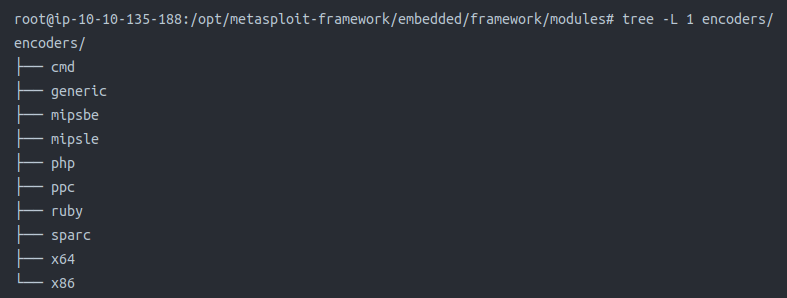 root@ip-10-10-135-188:/opt/metasploit-framework/embedded/framework/modules# tree -L 1 encoders/
encoders/
├── cmd
├── generic
├── mipsbe
├── mipsle
├── php
├── ppc
├── ruby
├── sparc
├── x64
└── x86